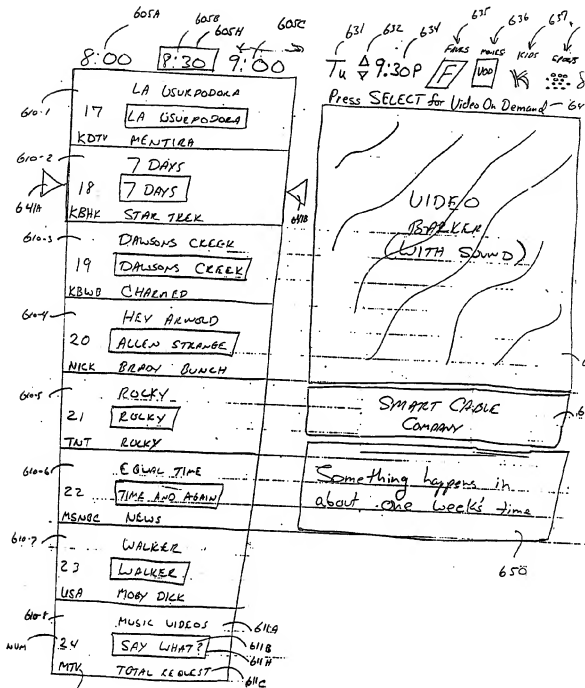 605A
605B
605H
605C
8:00 8:30 9:00
LA USURPODORA
610-1
17 LA USURPODORA
KDTV MENTIRA
610-2
7 DAYS
18 7 DAYS
641A
641B
KBHK STAR TREK
610-3
DAWSONS CREEK
19 DAWSONS CREEK
KBWB CHARMED
610-4
HEY ARNOLD
20 ALLEN STRANGE
NICK BRADY BUNCH
610-5
ROCKY
21 ROCKY
TNT ROCKY
610-6
EQUAL TIME
22 TIME AND AGAIN
MSNBC NEWS
610-7
WALKER
23 WALKER
USA MOBY DICK
610-8
MUSIC VIDEOS
611A
NUM
24 SAY WHAT?
611B
611H
MTV TOTAL REQUEST
611C
631 632 634 635 636 637
FAVES MOVIES KIDS SPORTS
Tu 9:30P F VOD K
Press SELECT for Video On Demand
VIDEO
BARKER
(WITH SOUND)
SMART CABLE
COMPANY
Something happens in
about one week's time
650